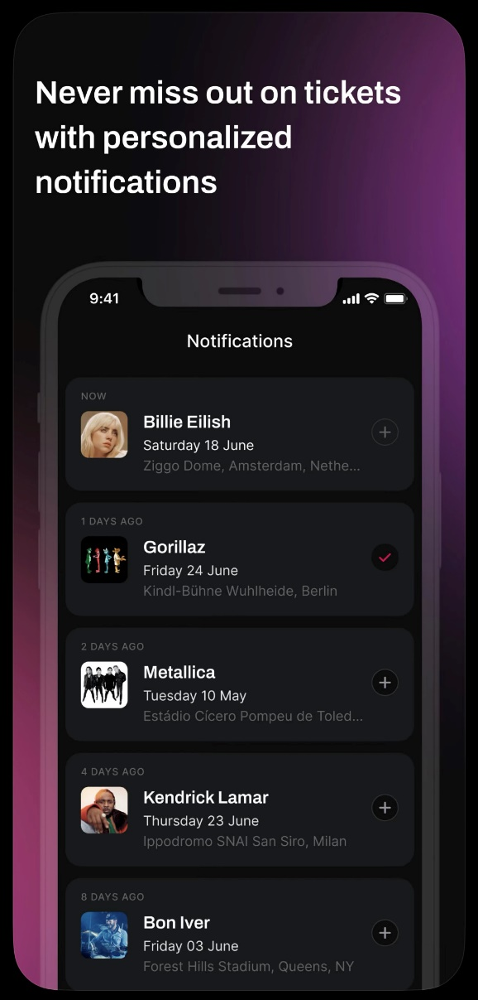 Never miss out on tickets
with personalized
notifications
9:41
Notifications
NOW
Billie Eilish
Saturday 18 June
Ziggo Dome, Amsterdam, Nethe...
1 DAYS AGO
Gorillaz
Friday 24 June
Kindl-Bühne Wuhlheide, Berlin
2 DAYS AGO
Metallica
Tuesday 10 May
Estádio Cícero Pompeu de Toled...
4 DAYS AGO
Kendrick Lamar
Thursday 23 June
Ippodromo SNAI San Siro, Milan
8 DAYS AGO
Bon Iver
Friday 03 June
Forest Hills Stadium, Queens, NY